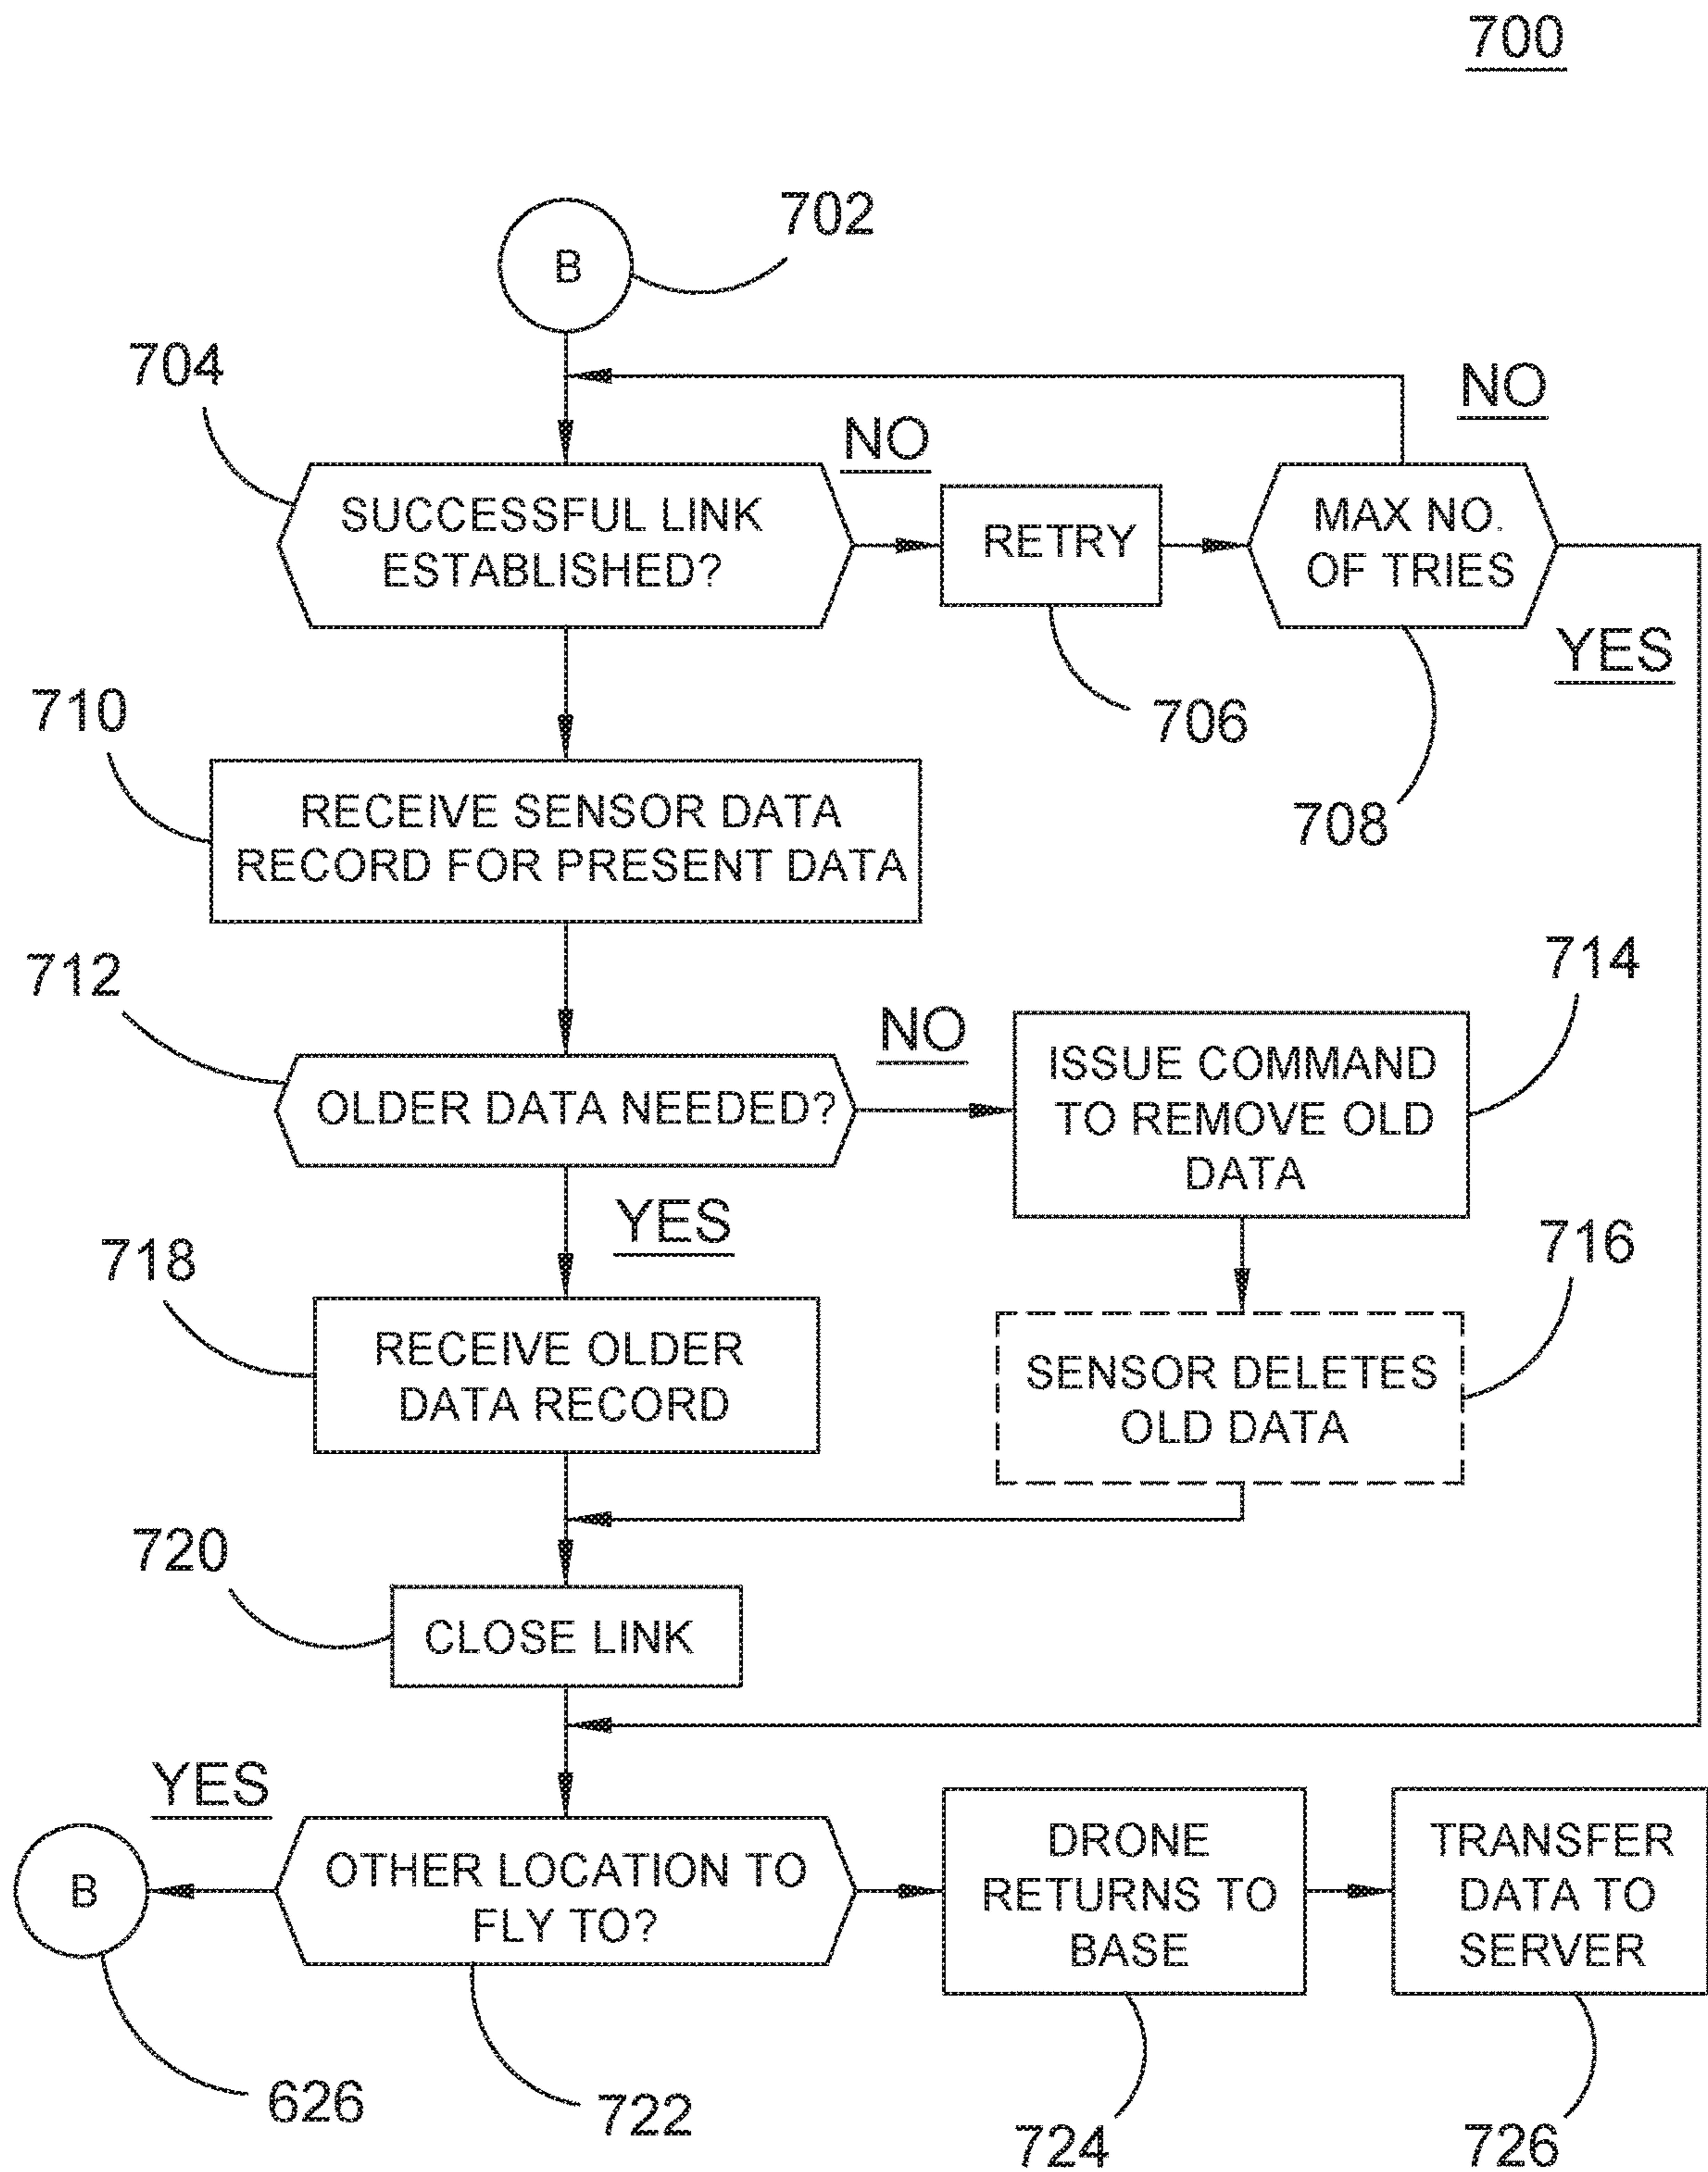 700
702
B
704
NO
NO
SUCCESSFUL LINK
ESTABLISHED?
RETRY
MAX NO.
OF TRIES
YES
706
708
710
RECEIVE SENSOR DATA
RECORD FOR PRESENT DATA
712
714
NO
OLDER DATA NEEDED?
ISSUE COMMAND
TO REMOVE OLD
DATA
YES
716
718
RECEIVE OLDER
DATA RECORD
SENSOR DELETES
OLD DATA
720
CLOSE LINK
YES
B
OTHER LOCATION TO
FLY TO?
DRONE
RETURNS TO
BASE
TRANSFER
DATA TO
SERVER
626
722
724
726